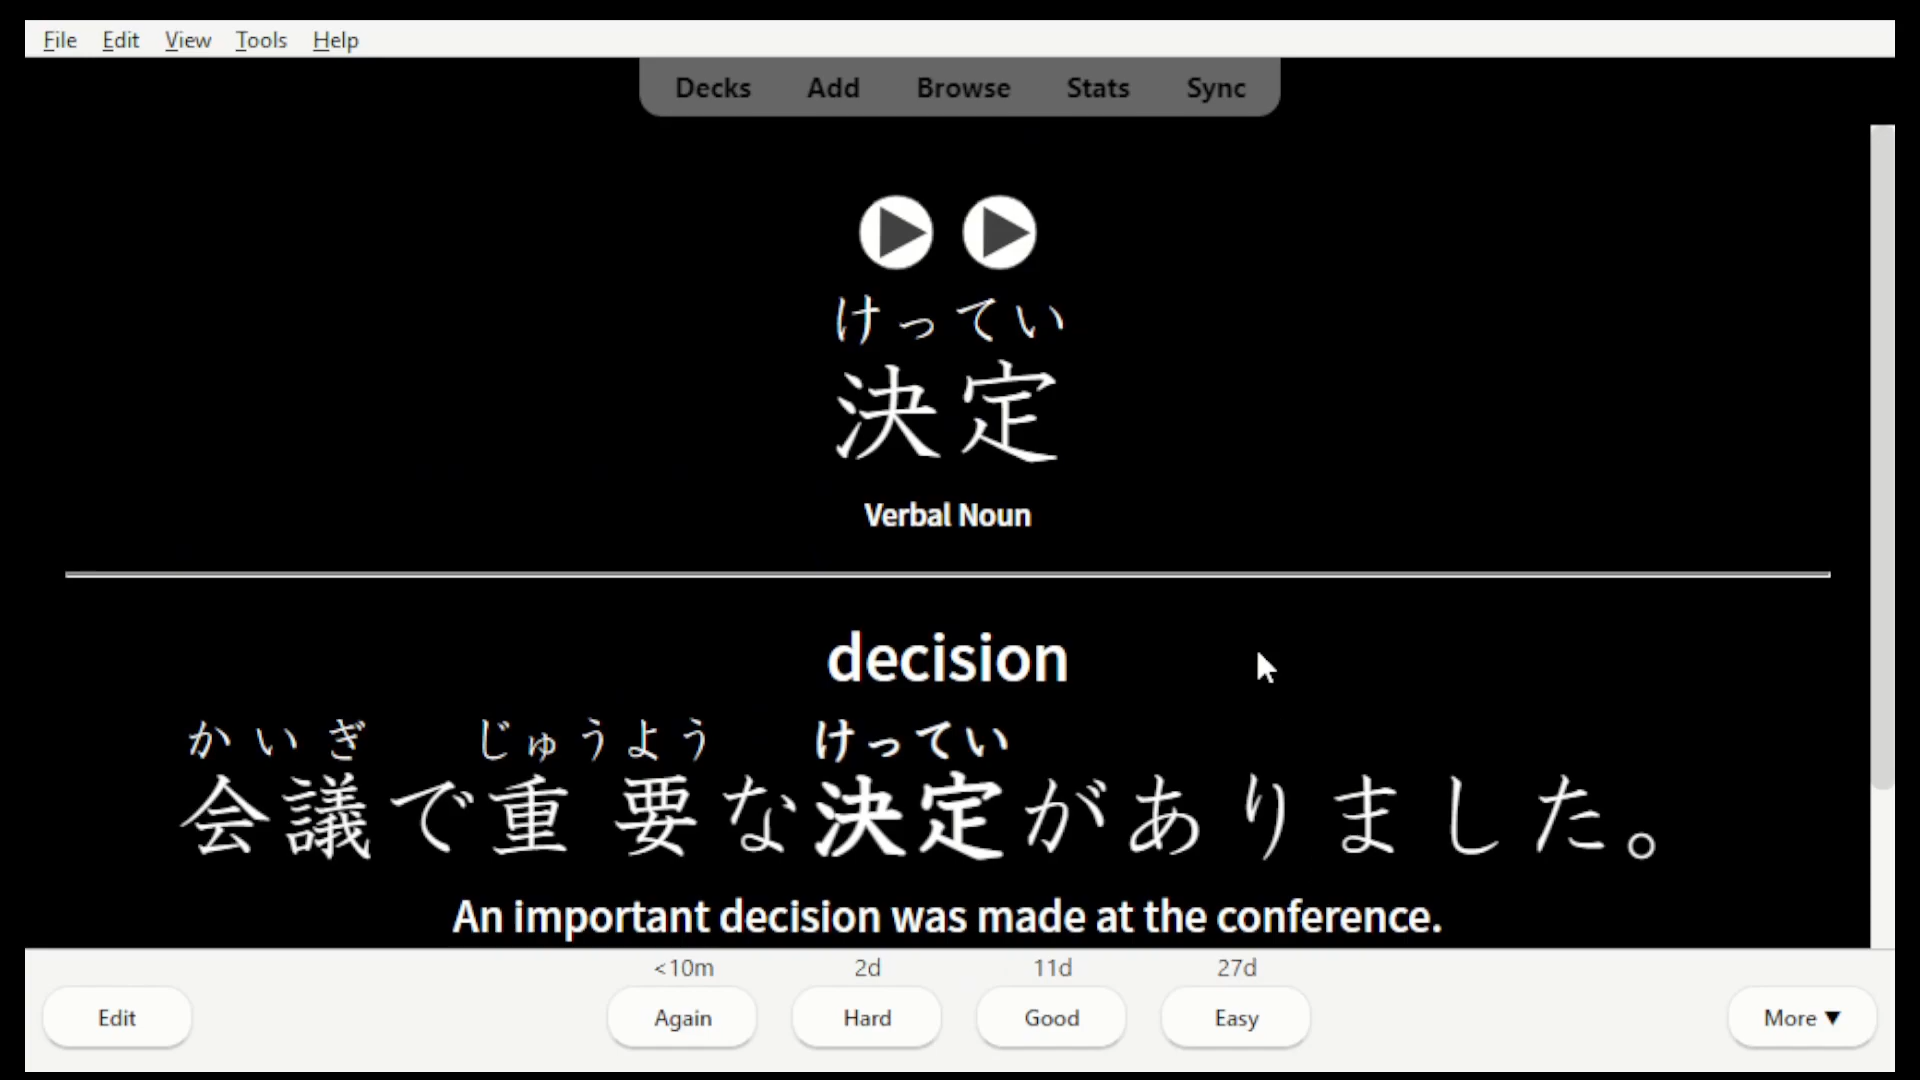 File Edit View Tools Help
Decks Add Browse Stats Sync
けってい
決定
Verbal Noun
decision
かいぎ じゅうよう けってい
会議で重要な決定がありました。
An important decision was made at the conference.
<10m 2d 11d 27d
Edit Again Hard Good Easy More ▼